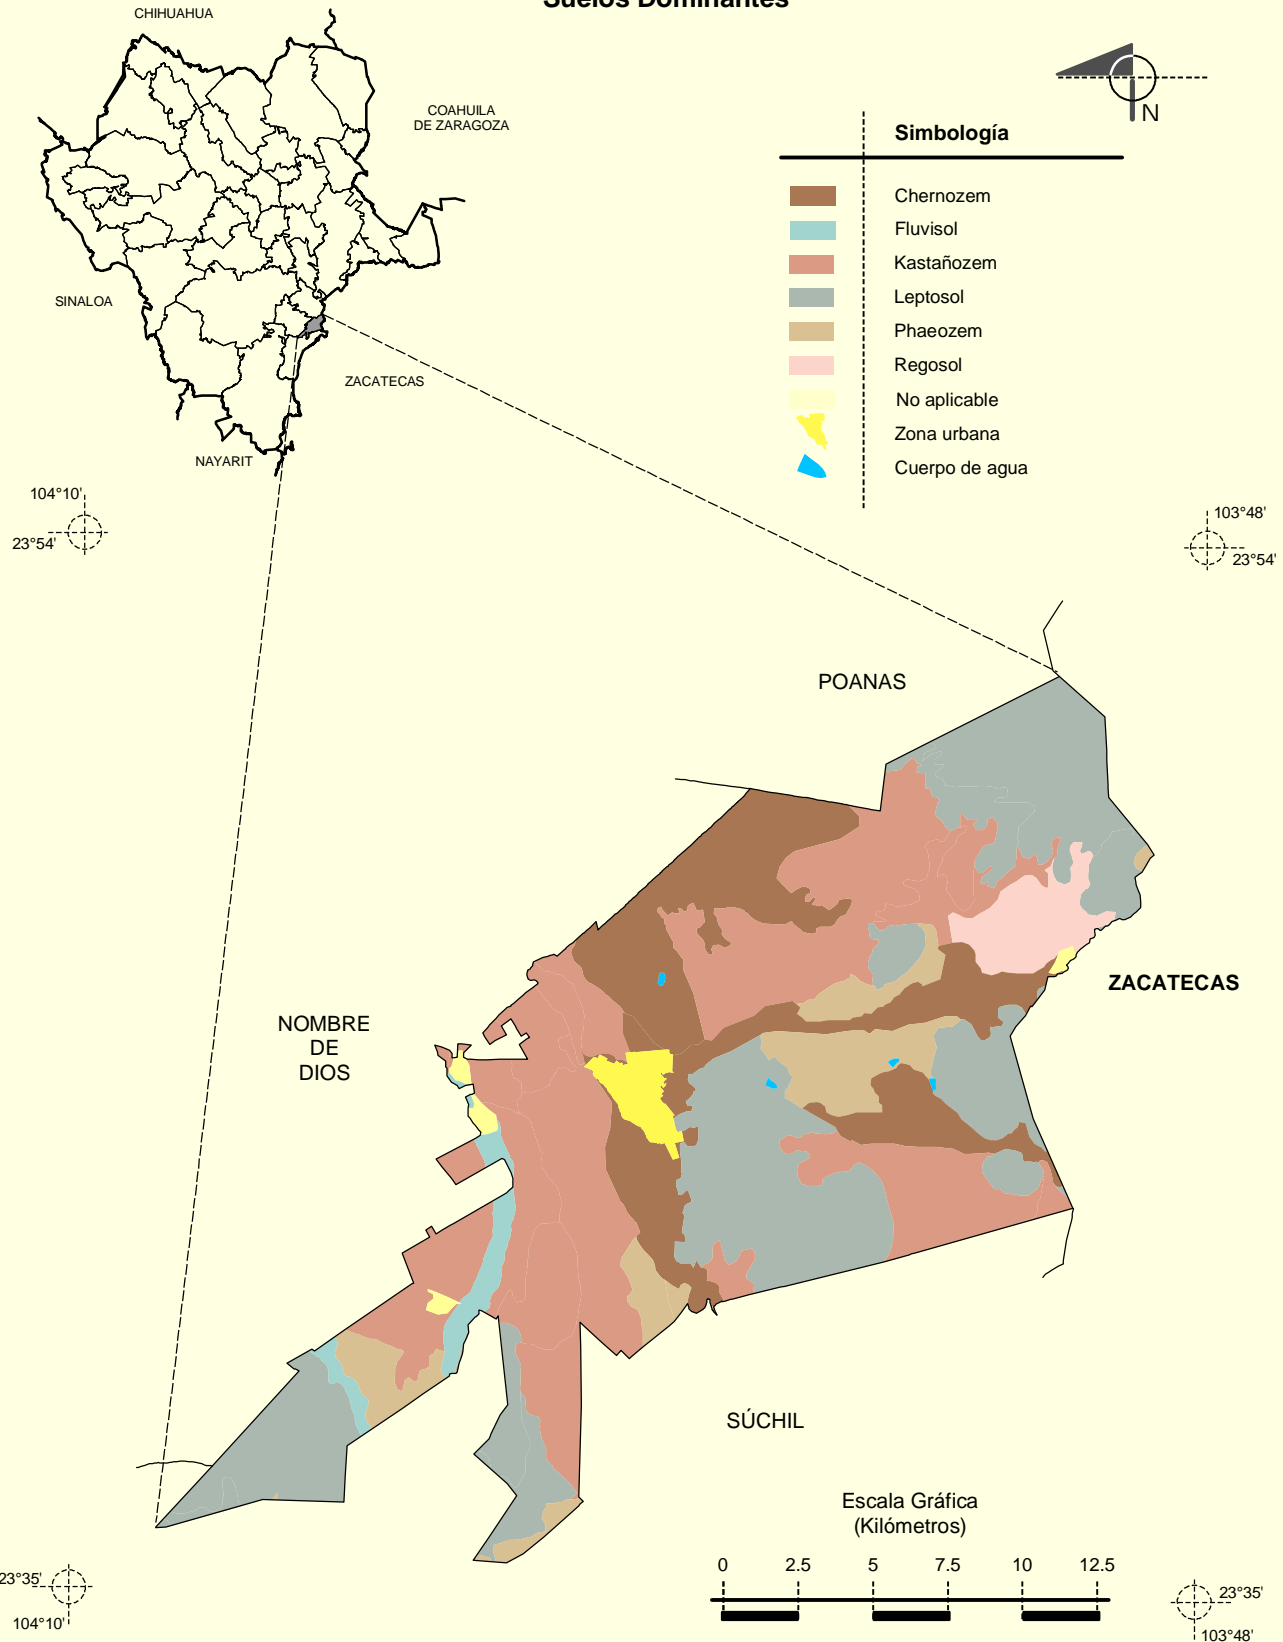 Suelos Dominantes
CHIHUAHUA
COAHUILA
DE ZARAGOZA
SINALOA
ZACATECAS
NAYARIT
N
Simbología
Chernozem
Fluvisol
Kastañozem
Leptosol
Phaeozem
Regosol
No aplicable
Zona urbana
Cuerpo de agua
104°10'
23°54'
103°48'
23°54'
POANAS
ZACATECAS
NOMBRE
DE
DIOS
SÚCHIL
Escala Gráfica
(Kilómetros)
0 2.5 5 7.5 10 12.5
23°35'
104°10'
23°35'
103°48'